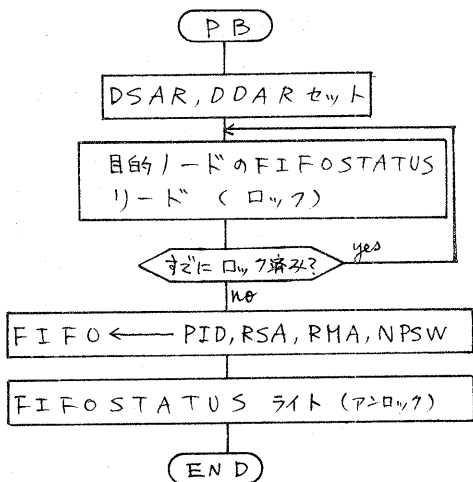 PB
DSAR, DDAR セット
目的ノードのFIFOSTATUS
リード (ロック)
すでにロック済み?
yes
no
FIFO ← PID, RSA, RMA, NPSW
FIFOSTATUS ライト (アンロック)
END